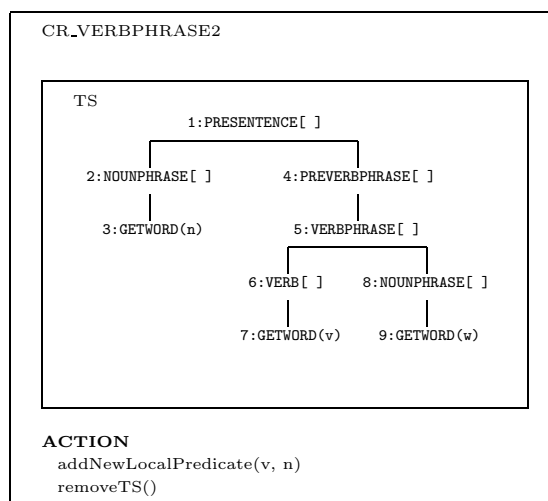 CR_VERBPHRASE2
TS
1:PRESENTENCE[ ]
2:NOUNPHRASE[ ] 4:PREVERBPHRASE[ ]
3:GETWORD(n) 5:VERBPHRASE[ ]
6:VERB[ ] 8:NOUNPHRASE[ ]
7:GETWORD(v) 9:GETWORD(w)
ACTION
addNewLocalPredicate(v, n)
removeTS()